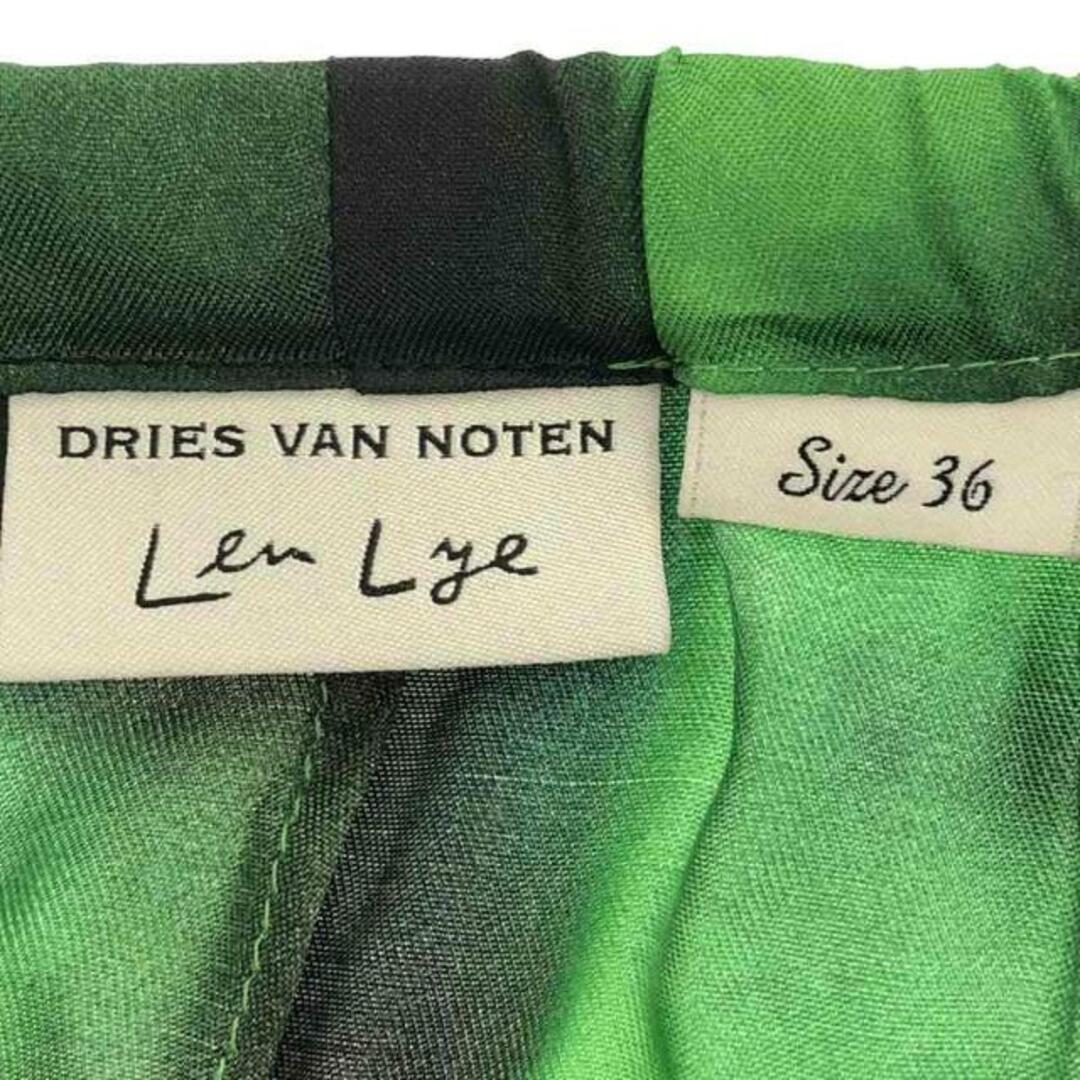 DRIES VAN NOTEN
Len Lye
Size 36